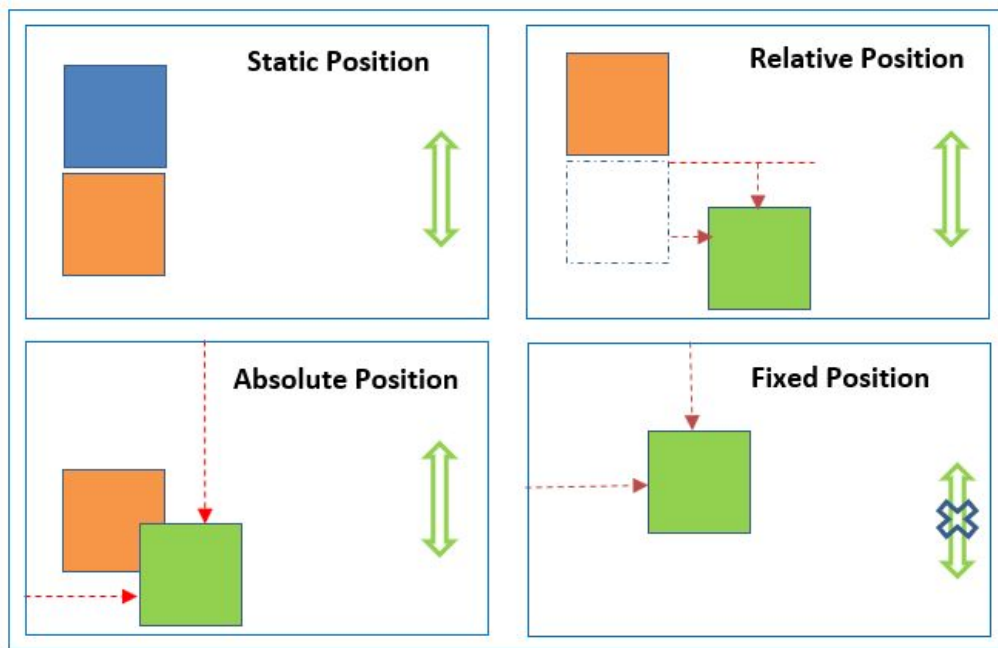 Static Position
Relative Position
Absolute Position
Fixed Position